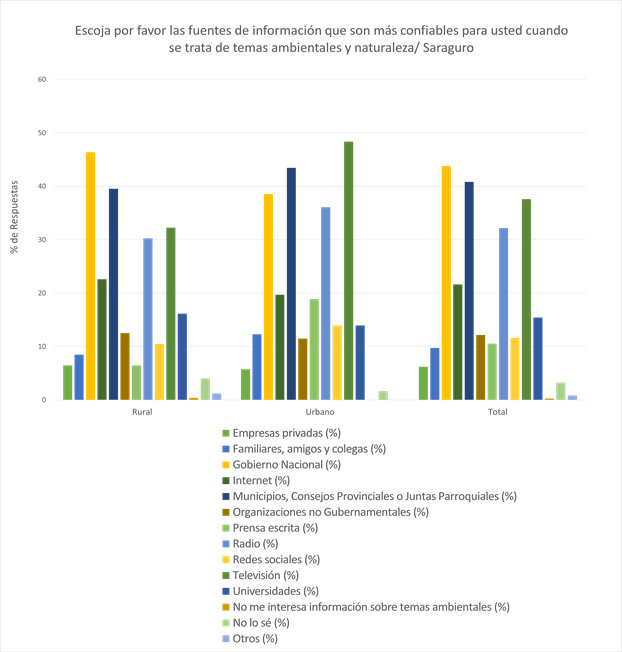 Escoja por favor las fuentes de información que son más confiables para usted cuando
se trata de temas ambientales y naturaleza/ Saraguro
60
50
40
30
20
10
0
% de Respuestas
Rural
Urbano
Total
Empresas privadas (%)
Familiares, amigos y colegas (%)
Gobierno Nacional (%)
Internet (%)
Municipios, Consejos Provinciales o Juntas Parroquiales (%)
Organizaciones no Gubernamentales (%)
Prensa escrita (%)
Radio (%)
Redes sociales (%)
Televisión (%)
Universidades (%)
No me interesa información sobre temas ambientales (%)
No lo sé (%)
Otros (%)